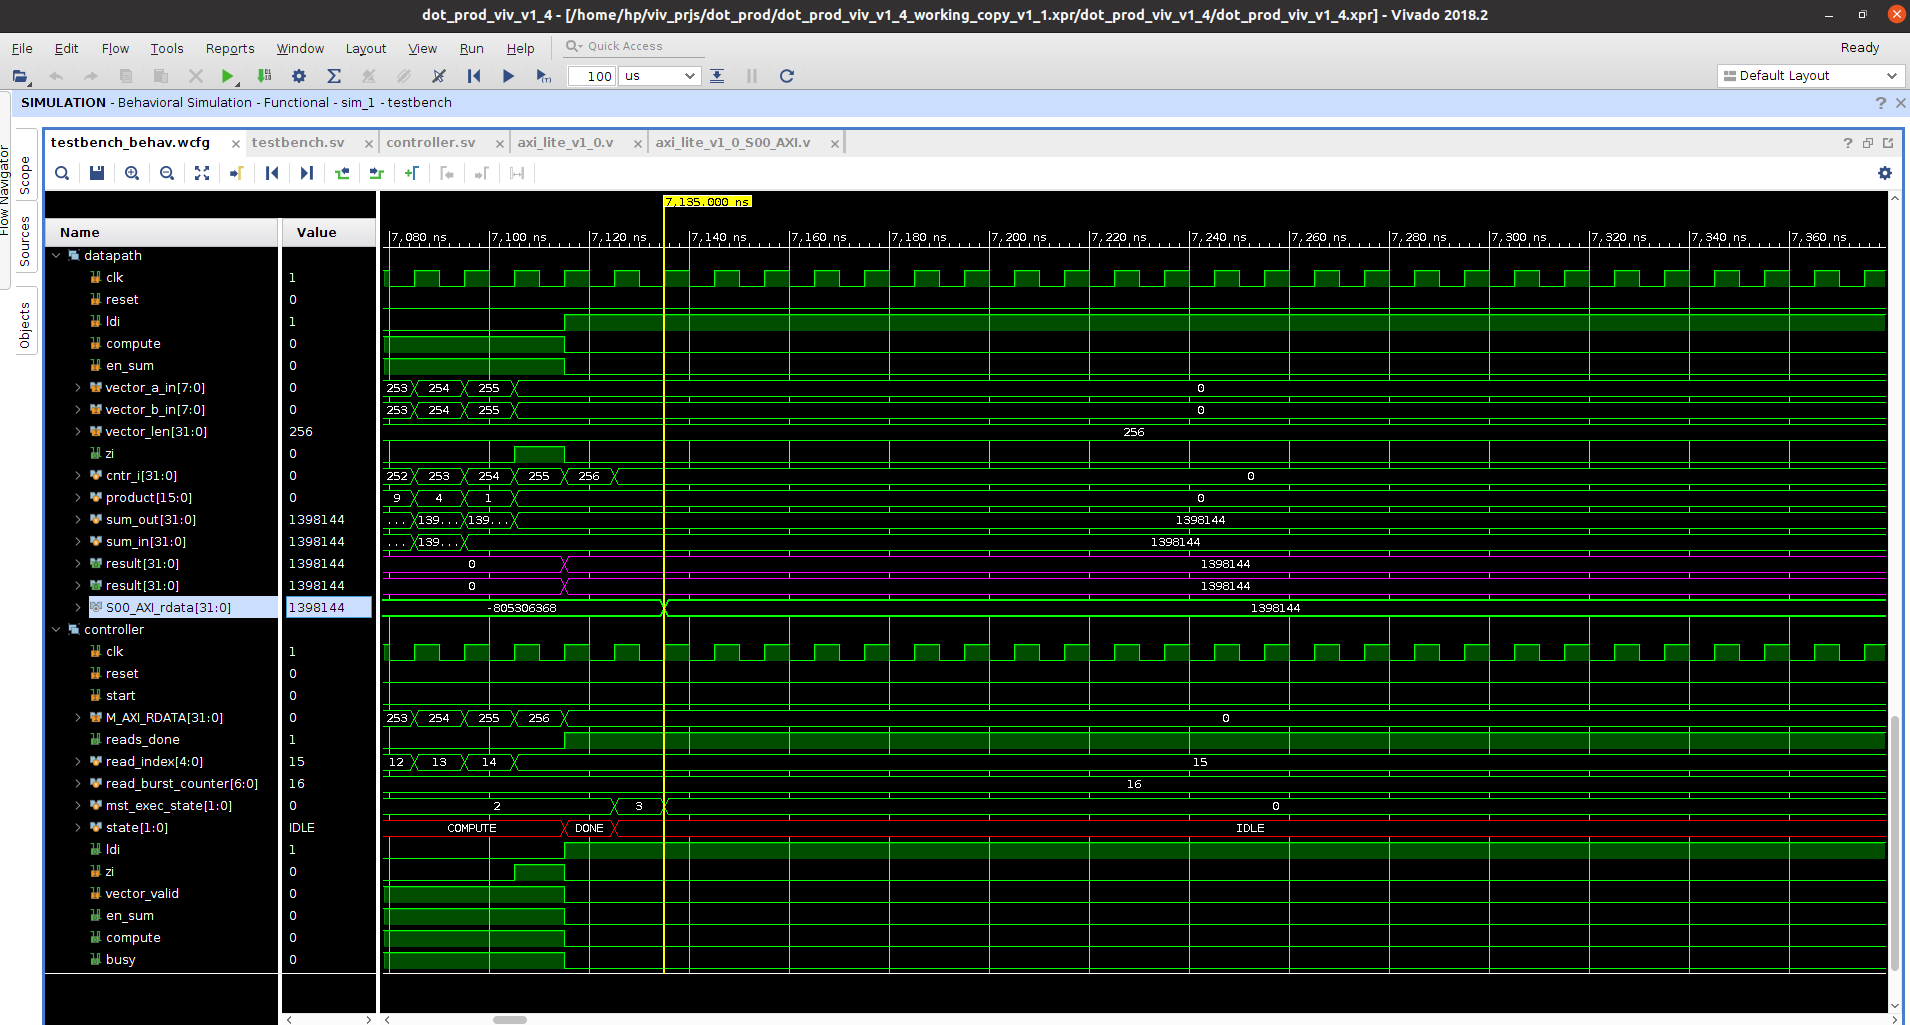 dot_prod_viv_v1_4 - [/home/hp/viv_prjs/dot_prod/dot_prod_viv_v1_4_working_copy_v1_1.xpr/dot_prod_viv_v1_4/dot_prod_viv_v1_4.xpr] - Vivado 2018.2
File Edit Flow Tools Reports Window Layout View Run Help Quick Access Ready
100 us Default Layout
SIMULATION - Behavioral Simulation - Functional - sim_1 - testbench
Flow Navigator
Scope
Sources
Objects
testbench_behav.wcfg testbench.sv controller.sv axi_lite_v1_0.v axi_lite_v1_0_S00_AXI.v
7,135.000 ns
Name Value 7,080 ns 7,100 ns 7,120 ns 7,140 ns 7,160 ns 7,180 ns 7,200 ns 7,220 ns 7,240 ns 7,260 ns 7,280 ns 7,300 ns 7,320 ns 7,340 ns 7,360 ns
datapath
clk 1
reset 0
ldi 1
compute 0
en_sum 0
vector_a_in[7:0] 0 253 254 255 0
vector_b_in[7:0] 0 253 254 255 0
vector_len[31:0] 256 256
zi 0
cntr_i[31:0] 0 252 253 254 255 256 0
product[15:0] 0 9 4 1 0
sum_out[31:0] 1398144 ... 139... 139... 1398144
sum_in[31:0] 1398144 ... 139... 1398144
result[31:0] 1398144 0 1398144
result[31:0] 1398144 0 1398144
S00_AXI_rdata[31:0] 1398144 -805306368 1398144
controller
clk 1
reset 0
start 0
M_AXI_RDATA[31:0] 0 253 254 255 256 0
reads_done 1
read_index[4:0] 15 12 13 14 15
read_burst_counter[6:0] 16 16
mst_exec_state[1:0] 0 2 3 0
state[1:0] IDLE COMPUTE DONE IDLE
ldi 1
zi 0
vector_valid 0
en_sum 0
compute 0
busy 0